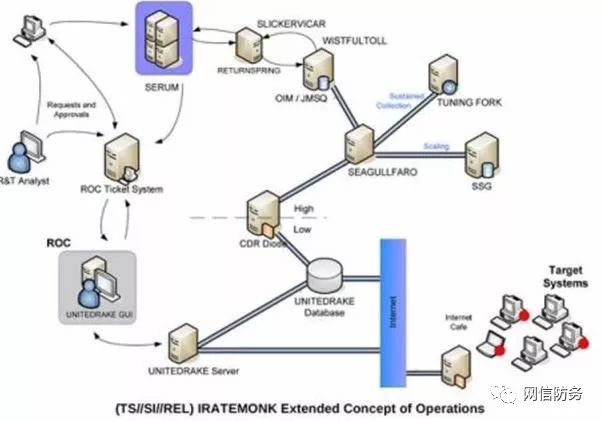 SLICKERVICAR
WISTFULTOLL
SERUM
RETURNSPRING
OIM / JMSQ
Sustained
Collection
TUNING FORK
Requests and
Approvals
R&T Analyst
ROC Ticket System
SEAGULLFARO
Scaling
SSG
High
Low
CDR Diode
ROC
UNITEDRAKE GUI
UNITEDRAKE
Database
Internet
Target
Systems
Internet
Cafe
UNITEDRAKE Server
网信防务
(TS//SI//REL) IRATEMONK Extended Concept of Operations